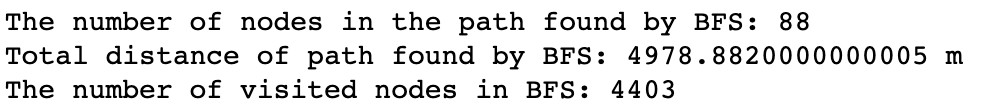 The number of nodes in the path found by BFS: 88
Total distance of path found by BFS: 4978.8820000000005 m
The number of visited nodes in BFS: 4403